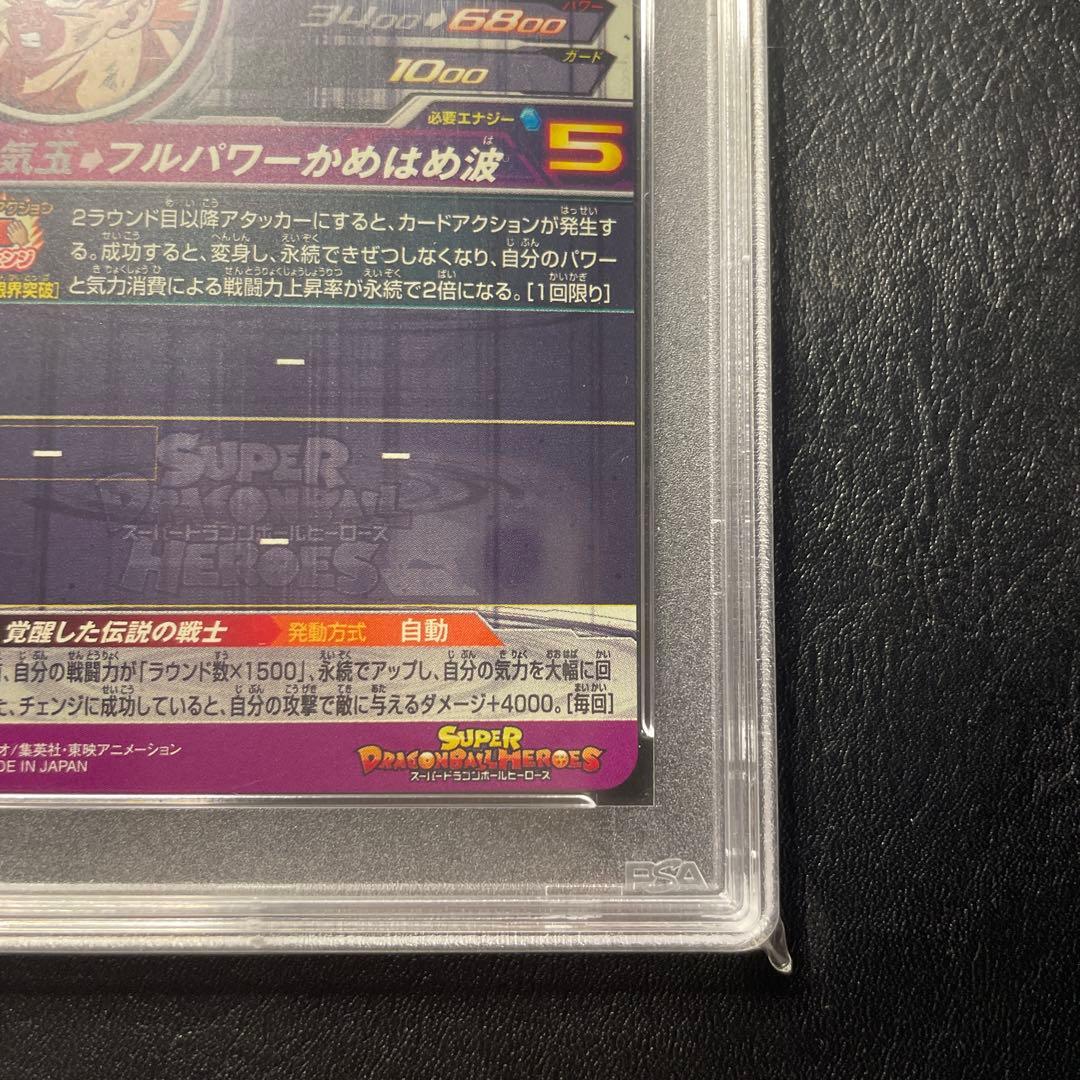 パワー
3400 6800
ガード
1000
必要エナジー 5
気玉 フルパワーかめはめ波
2ラウンド目以降アタッカーにすると、カードアクションが発生す
る。成功すると、変身し、永続できぜつしなくなり、自分のパワー
限界突破] と気力消費による戦闘力上昇率が永続で2倍になる。[1回限り]
ー
ー ー
SUPER
DRAGONBALL
スーパードラゴンボールヒーローズ
HEROES
ー
覚醒した伝説の戦士 発動方式 自動
、自分の戦闘力が「ラウンド数×1500」、永続でアップし、自分の気力を大幅に回
た、チェンジに成功していると、自分の攻撃で敵に与えるダメージ+4000。[毎回]
オ/集英社・東映アニメーション
DE IN JAPAN
SUPER
DRAGONBALL HEROES
スーパードラゴンボールヒーローズ
PSA